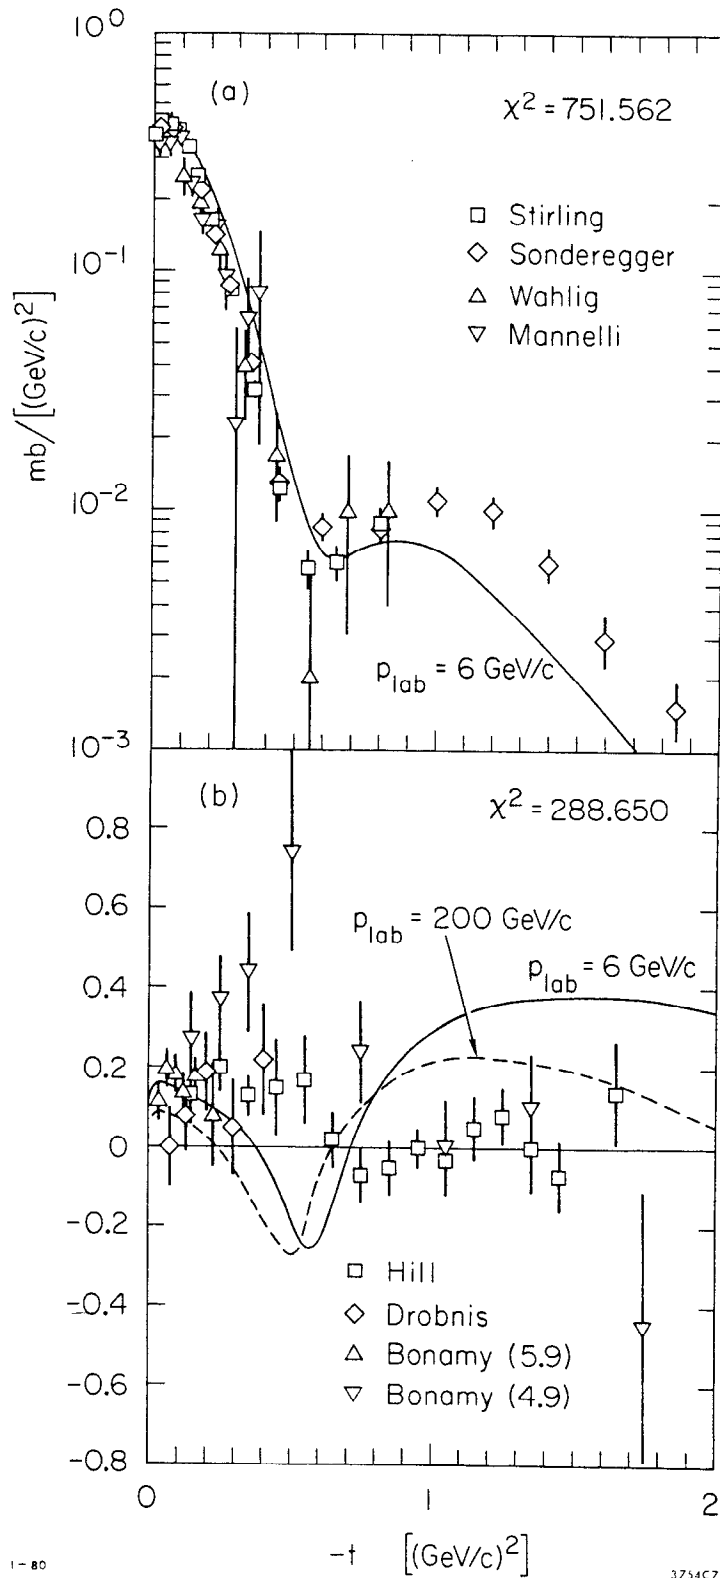 10⁰
(a)
χ² = 751.562
□ Stirling
◇ Sonderegger
△ Wahlig
▽ Mannelli
10⁻¹
mb/[(GeV/c)²]
10⁻²
p_lab = 6 GeV/c
10⁻³
(b)
χ² = 288.650
0.8
0.6
p_lab = 200 GeV/c
p_lab = 6 GeV/c
0.4
0.2
0
-0.2
□ Hill
◇ Drobnis
-0.4
△ Bonamy (5.9)
▽ Bonamy (4.9)
-0.6
-0.8
0 1 2
-t [(GeV/c)²]
1-80
3754C7